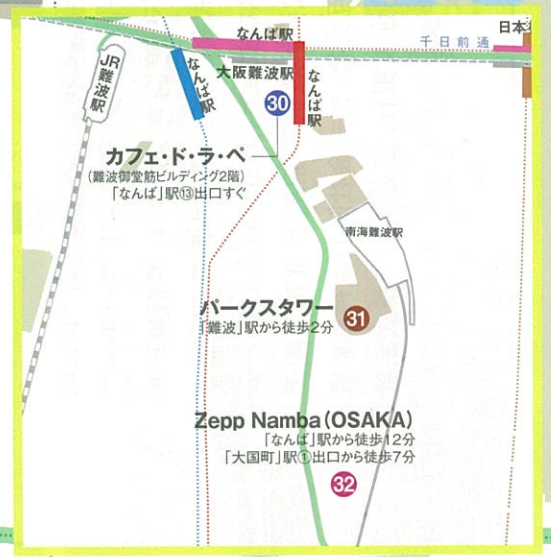 なんば駅
千日前通
日本
JR難波駅
なんば駅
大阪難波駅
なんば駅
30
カフェ・ド・ラ・ペ
(難波御堂筋ビルディング2階)
「なんば」駅⑬出口すぐ
南海難波駅
パークスタワー
「難波」駅から徒歩2分
31
Zepp Namba(OSAKA)
「なんば」駅から徒歩12分
「大国町」駅①出口から徒歩7分
32